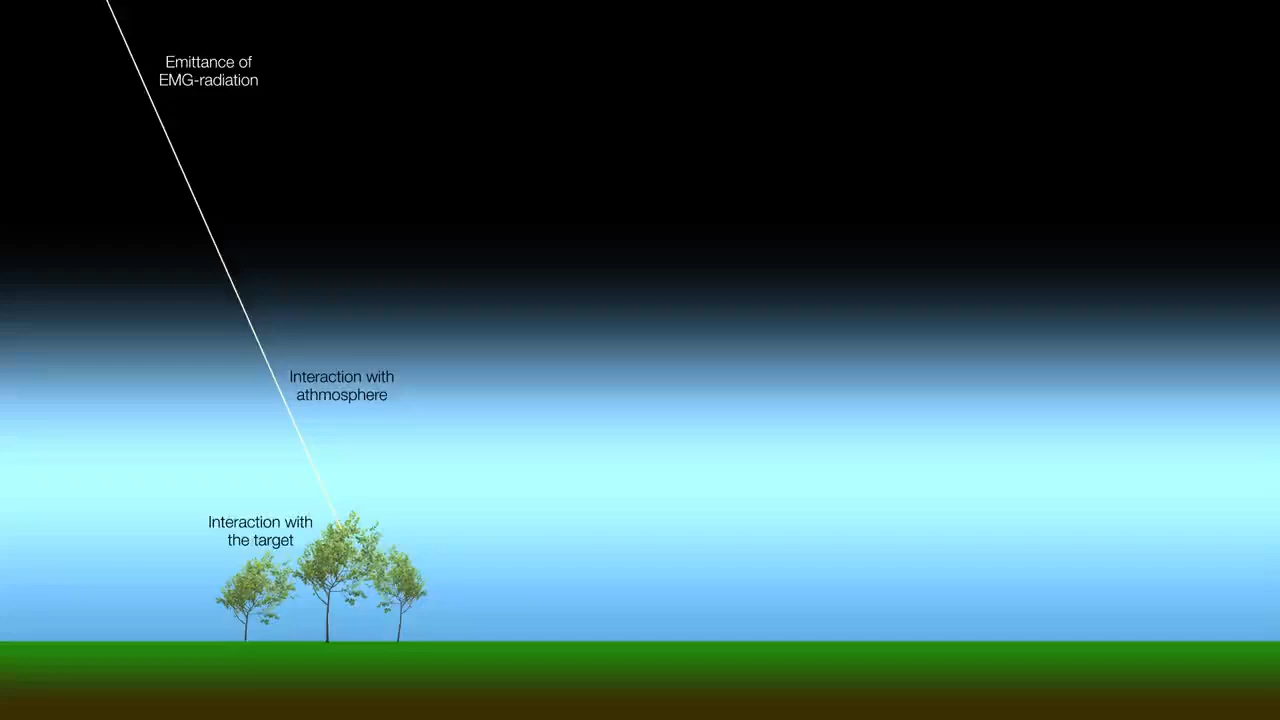 Emittance of
EMG-radiation
Interaction with
athmosphere
Interaction with
the target